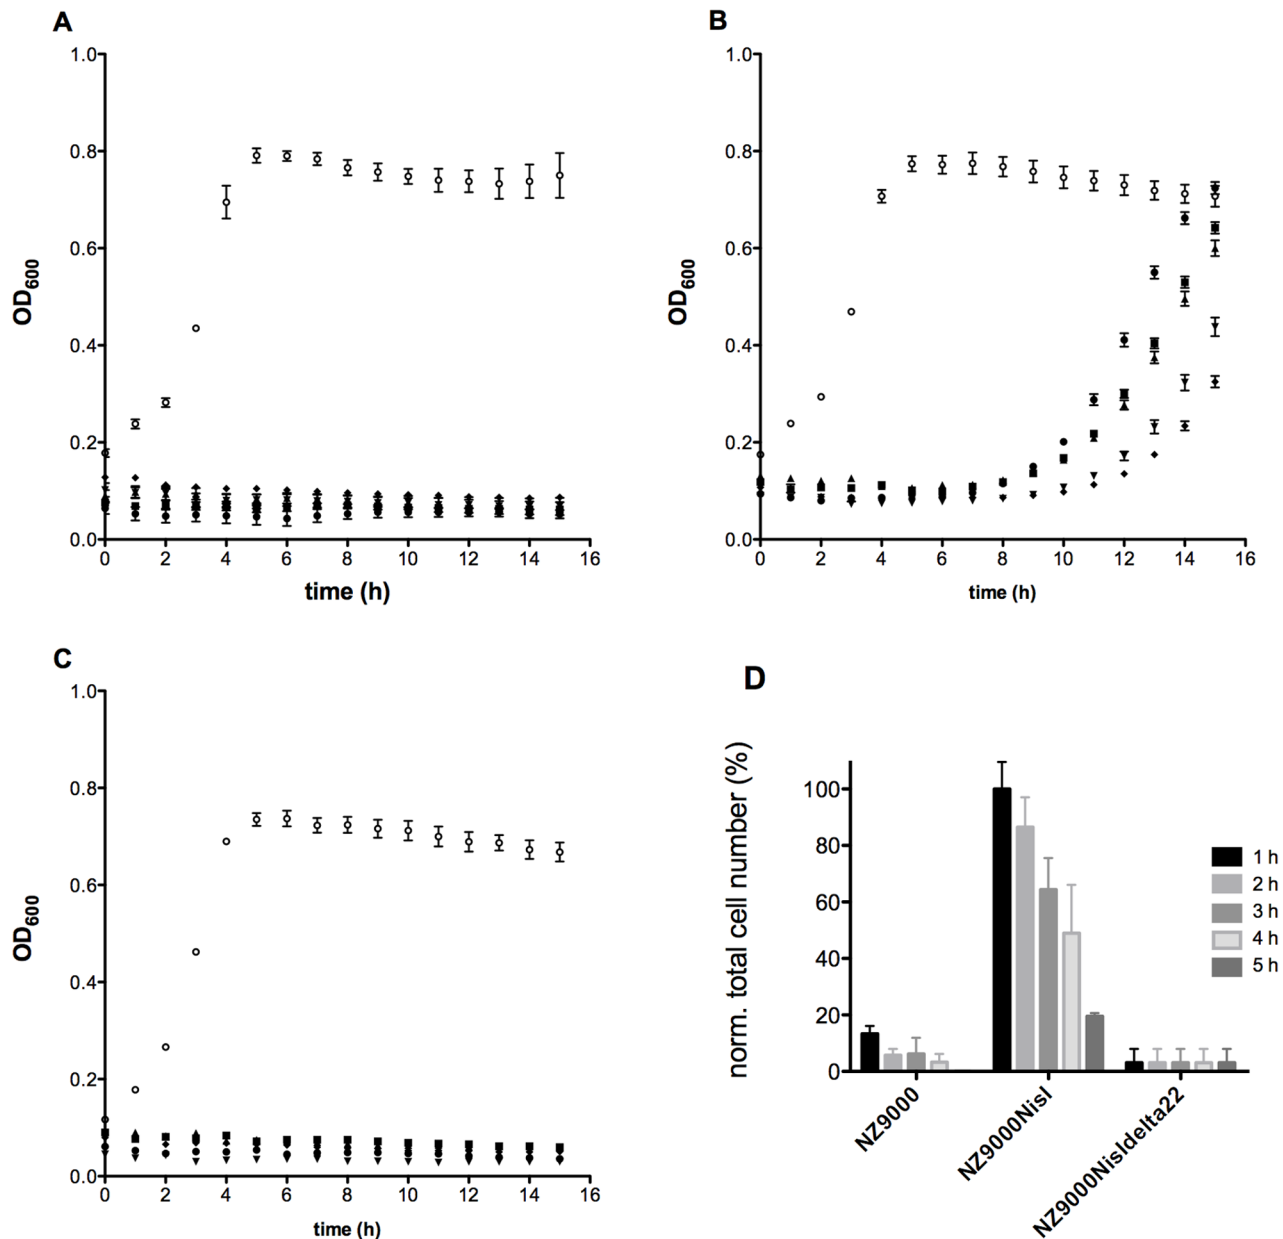 A
1.0
0.8
0.6
0.4
0.2
0.0
OD600
0 2 4 6 8 10 12 14 16
time (h)
B
1.0
0.8
0.6
0.4
0.2
0.0
OD600
0 2 4 6 8 10 12 14 16
time (h)
C
1.0
0.8
0.6
0.4
0.2
0.0
OD600
0 2 4 6 8 10 12 14 16
time (h)
D
norm. total cell number (%)
100
80
60
40
20
0
NZ9000
NZ9000NisI
NZ9000NisIdelta22
1 h
2 h
3 h
4 h
5 h